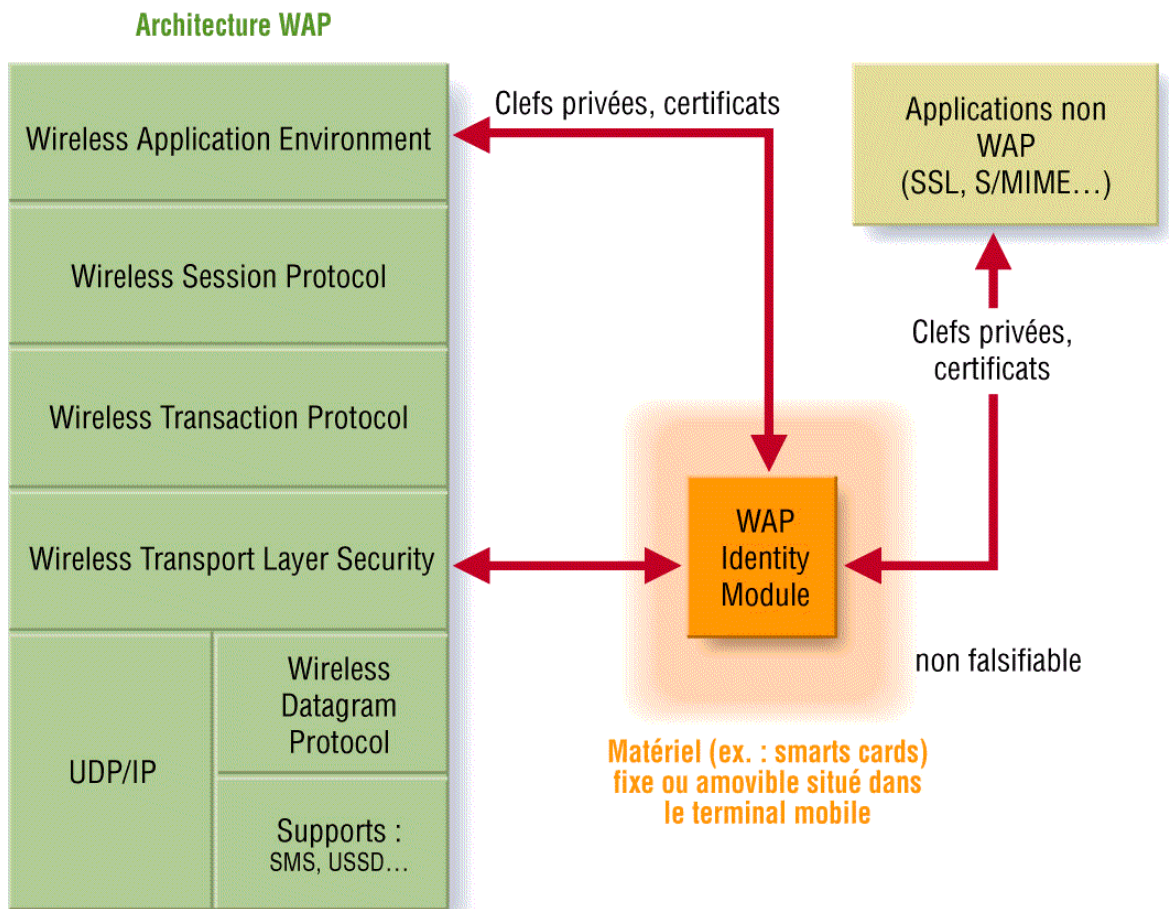 Architecture WAP
Wireless Application Environment
Wireless Session Protocol
Wireless Transaction Protocol
Wireless Transport Layer Security
UDP/IP
Wireless
Datagram
Protocol
Supports :
SMS, USSD...
Clefs privées, certificats
Applications non
WAP
(SSL, S/MIME...)
Clefs privées,
certificats
WAP
Identity
Module
non falsifiable
Matériel (ex. : smarts cards)
fixe ou amovible situé dans
le terminal mobile